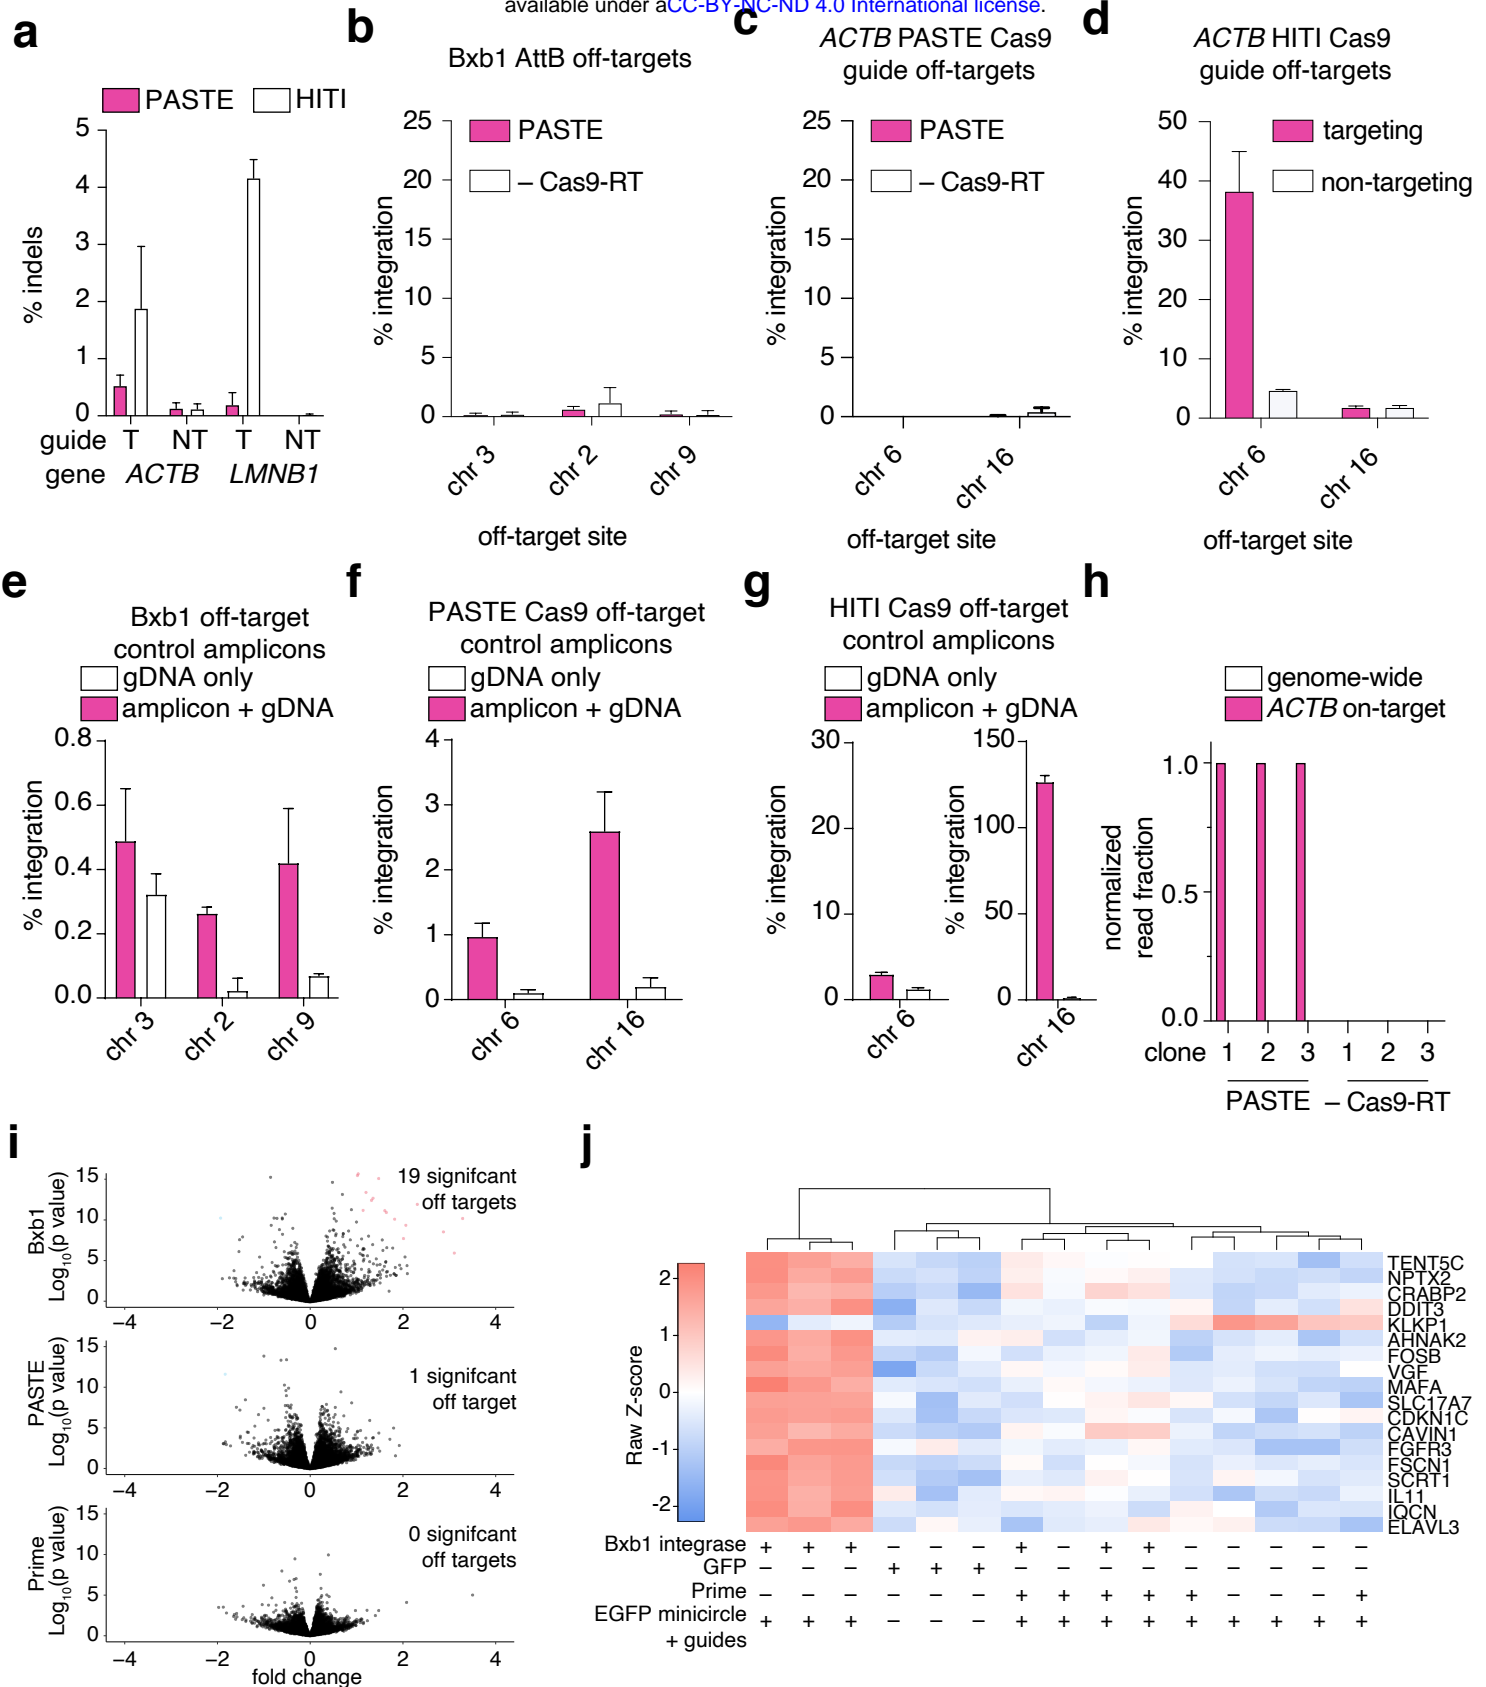 available under aCC-BY-NC-ND 4.0 International license.
a
PASTE
HITI
% indels
5
4
3
2
1
0
guide T NT T NT
gene ACTB LMNB1
b
Bxb1 AttB off-targets
PASTE
– Cas9-RT
% integration
25
20
15
10
5
0
chr 3
chr 2
chr 9
off-target site
c
ACTB PASTE Cas9
guide off-targets
PASTE
– Cas9-RT
% integration
25
20
15
10
5
0
chr 6
chr 16
off-target site
d
ACTB HITI Cas9
guide off-targets
targeting
non-targeting
% integration
50
40
30
20
10
0
chr 6
chr 16
off-target site
e
Bxb1 off-target
control amplicons
gDNA only
amplicon + gDNA
% integration
0.8
0.6
0.4
0.2
0.0
chr 3
chr 2
chr 9
f
PASTE Cas9 off-target
control amplicons
gDNA only
amplicon + gDNA
% integration
4
3
2
1
0
chr 6
chr 16
g
HITI Cas9 off-target
control amplicons
gDNA only
amplicon + gDNA
% integration
30
20
10
0
chr 6
% integration
150
100
50
0
chr 16
h
genome-wide
ACTB on-target
normalized
read fraction
1.0
0.5
0.0
clone 1 2 3 1 2 3
PASTE – Cas9-RT
i
Bxb1
Log10(p value)
15
10
5
0
19 signifcant
off targets
−4 −2 0 2 4
PASTE
Log10(p value)
15
10
5
0
1 signifcant
off target
−4 −2 0 2 4
Prime
Log10(p value)
15
10
5
0
0 signifcant
off targets
−4 −2 0 2 4
fold change
j
Raw Z-score
2
1
0
-1
-2
TENT5C
NPTX2
CRABP2
DDIT3
KLKP1
AHNAK2
FOSB
VGF
MAFA
SLC17A7
CDKN1C
CAVIN1
FGFR3
FSCN1
SCRT1
IL11
IQCN
ELAVL3
Bxb1 integrase + + + − − − + − + + − − − − −
GFP − − − + + + − − − − − − − − −
Prime − − − − − − + + + + + − − − +
EGFP minicircle + + + − − − + + + + + + + + +
+ guides